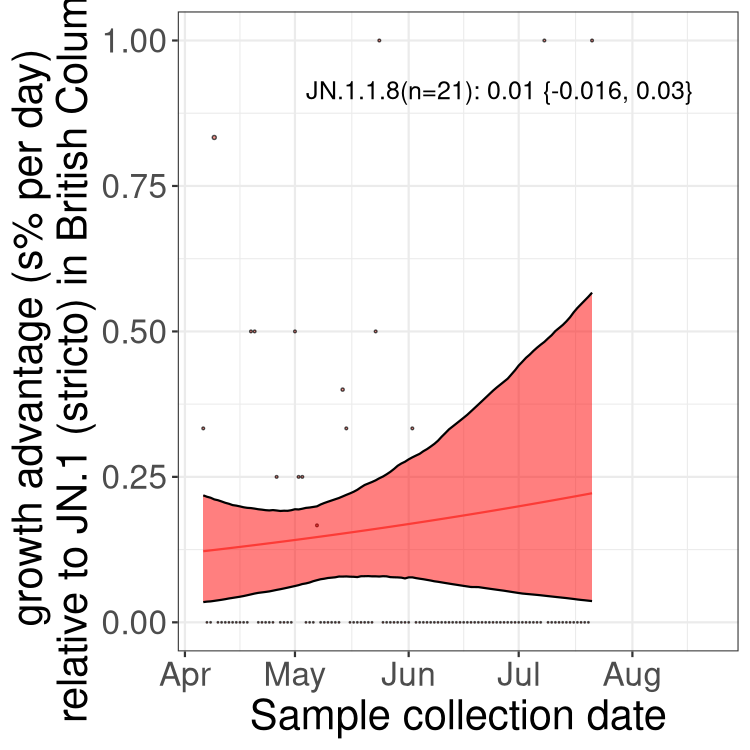 growth advantage (s% per day)
relative to JN.1 (stricto) in British Colum
1.00
0.75
0.50
0.25
0.00
JN.1.1.8(n=21): 0.01 {-0.016, 0.03}
Apr May Jun Jul Aug
Sample collection date